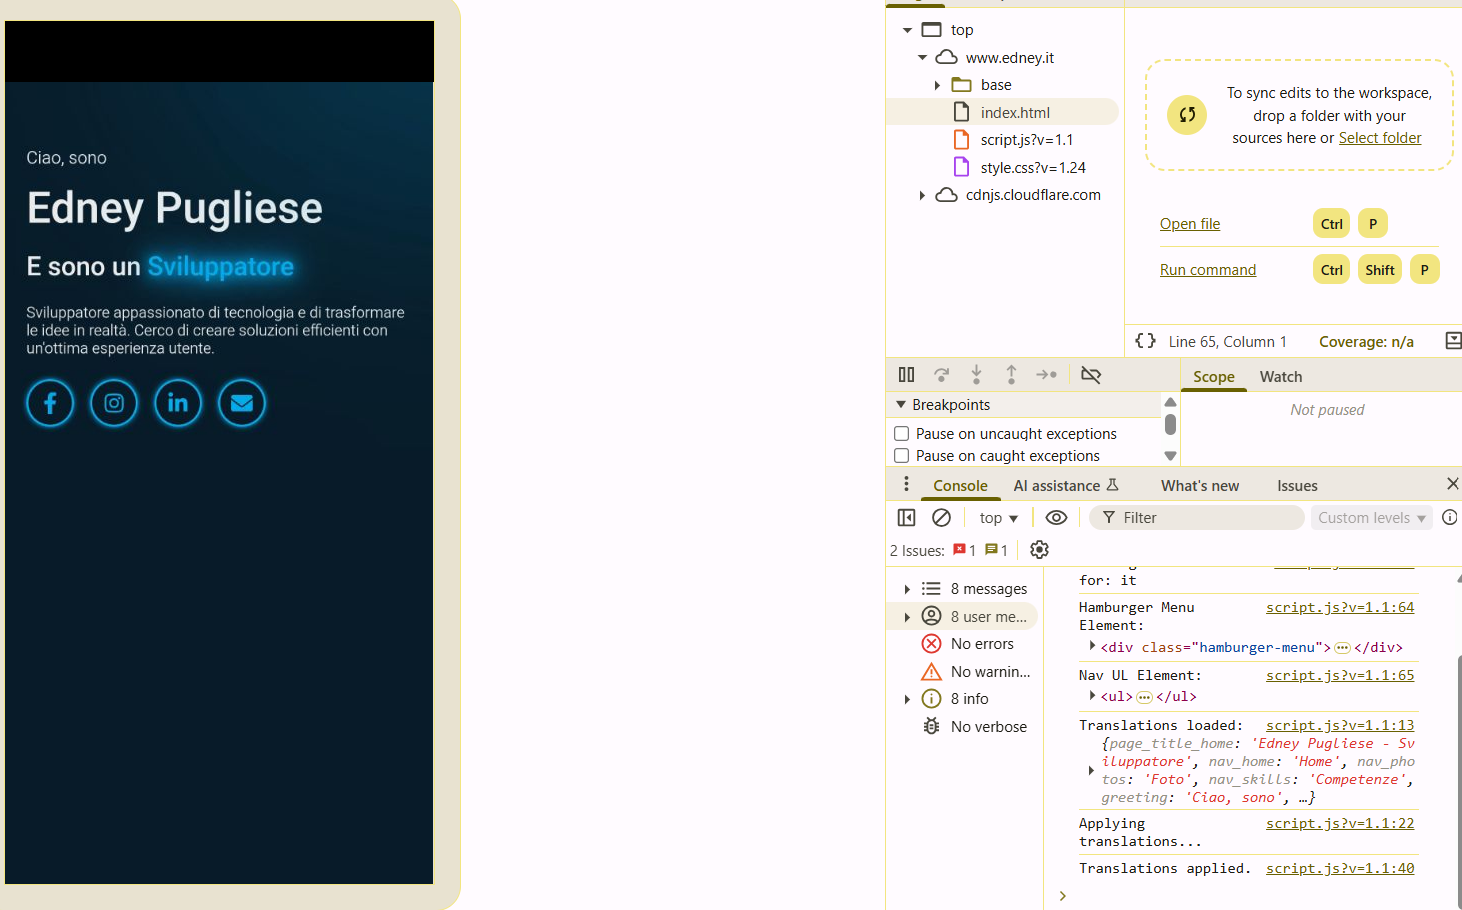 Ciao, sono
Edney Pugliese
E sono un Sviluppatore
Sviluppatore appassionato di tecnologia e di trasformare
le idee in realtà. Cerco di creare soluzioni efficienti con
un'ottima esperienza utente.
top
www.edney.it
base
index.html
script.js?v=1.1
style.css?v=1.24
cdnjs.cloudflare.com
To sync edits to the workspace,
drop a folder with your
sources here or Select folder
Open file Ctrl P
Run command Ctrl Shift P
{} Line 65, Column 1 Coverage: n/a
Breakpoints
Pause on uncaught exceptions
Pause on caught exceptions
Scope Watch
Not paused
Console AI assistance What's new Issues
top Filter Custom levels
2 Issues: 1 1
8 messages
8 user me...
No errors
No warnin...
8 info
No verbose
for: it
Hamburger Menu script.js?v=1.1:64
Element:
<div class="hamburger-menu">…</div>
Nav UL Element: script.js?v=1.1:65
<ul>…</ul>
Translations loaded: script.js?v=1.1:13
{page_title_home: 'Edney Pugliese - Sv
iluppatore', nav_home: 'Home', nav_pho
tos: 'Foto', nav_skills: 'Competenze',
greeting: 'Ciao, sono', …}
Applying script.js?v=1.1:22
translations...
Translations applied. script.js?v=1.1:40